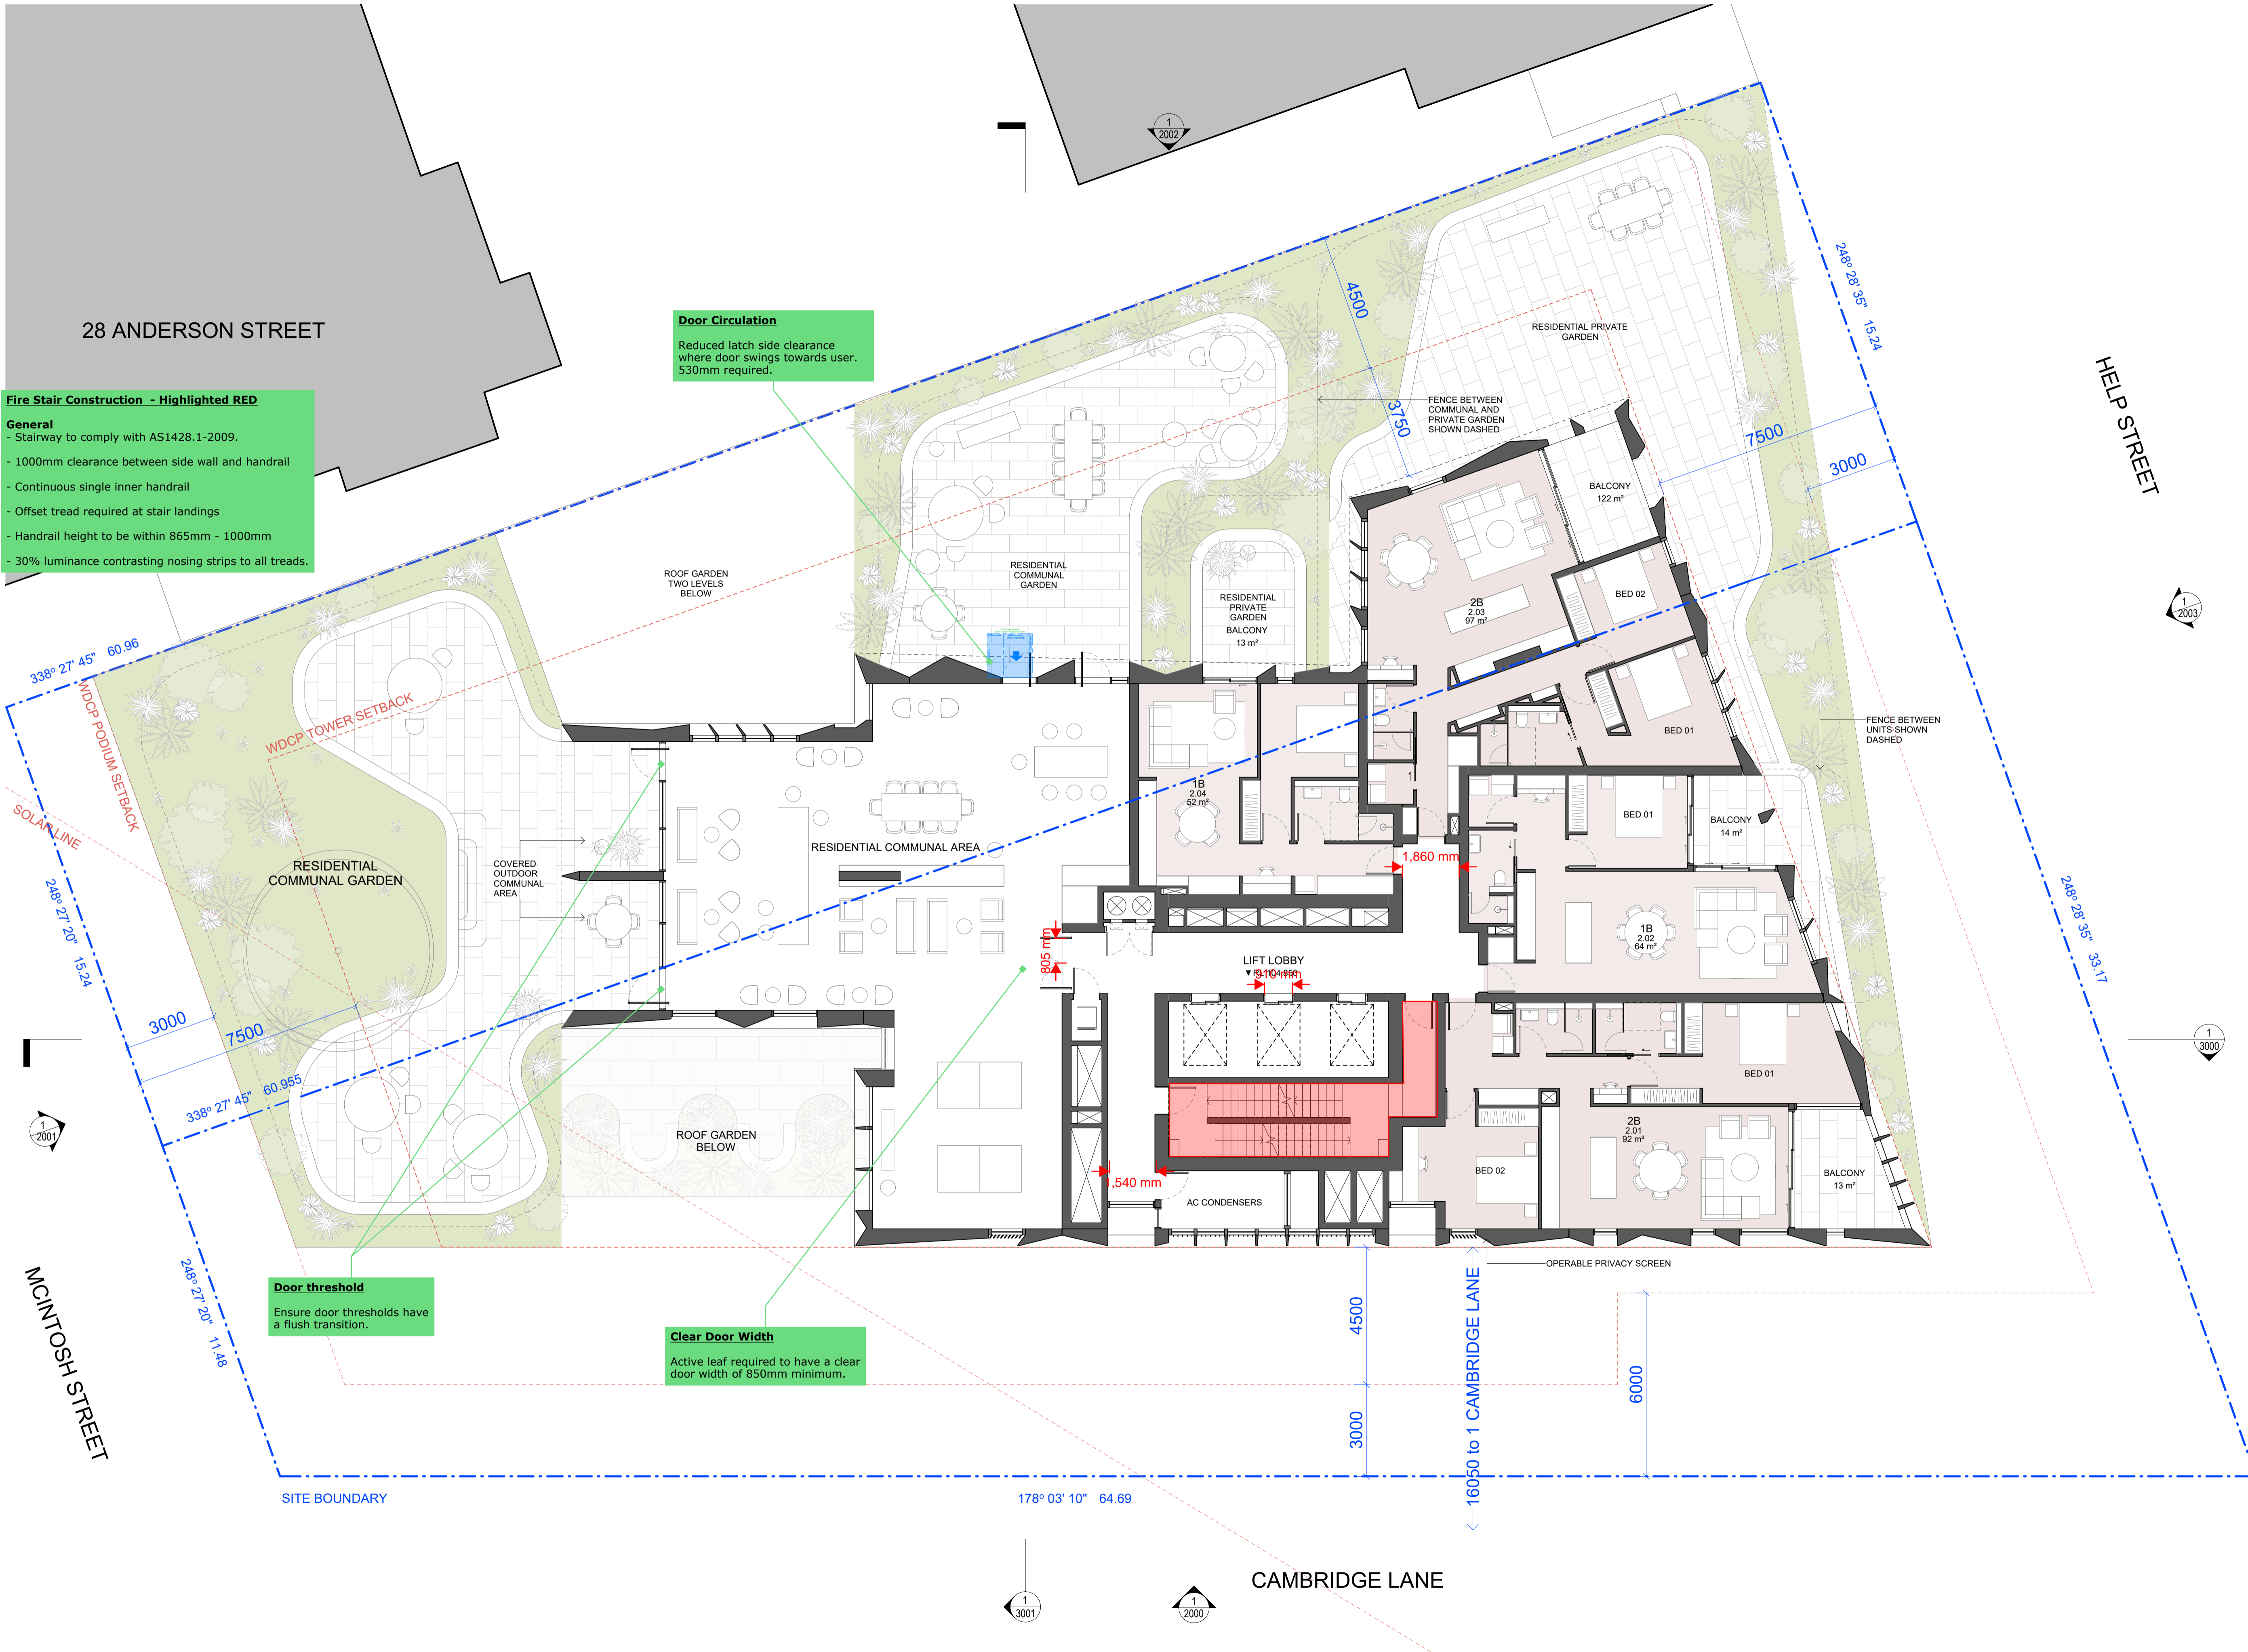 1
2002
28 ANDERSON STREET
Door Circulation
Reduced latch side clearance
where door swings towards user.
530mm required.
Fire Stair Construction - Highlighted RED
General
- Stairway to comply with AS1428.1-2009.
- 1000mm clearance between side wall and handrail
- Continuous single inner handrail
- Offset tread required at stair landings
- Handrail height to be within 865mm - 1000mm
- 30% luminance contrasting nosing strips to all treads.
4500
3750
RESIDENTIAL PRIVATE
GARDEN
248º 28' 35" 15.24
HELP STREET
FENCE BETWEEN
COMMUNAL AND
PRIVATE GARDEN
SHOWN DASHED
7500
3000
BALCONY
122 m²
ROOF GARDEN
TWO LEVELS
BELOW
RESIDENTIAL
COMMUNAL
GARDEN
RESIDENTIAL
PRIVATE
GARDEN
BALCONY
13 m²
2B
2.03
97 m²
BED 02
1
2003
338º 27' 45" 60.96
WDCP PODIUM SETBACK
WDCP TOWER SETBACK
SOLAR LINE
BED 01
FENCE BETWEEN
UNITS SHOWN
DASHED
1B
2.04
52 m²
BED 01
BALCONY
14 m²
RESIDENTIAL COMMUNAL AREA
1,860 mm
RESIDENTIAL
COMMUNAL GARDEN
COVERED
OUTDOOR
COMMUNAL
AREA
248º 27' 20" 15.24
248º 28' 35" 33.17
805 mm
LIFT LOBBY
910 mm
1B
2.02
64 m²
3000
7500
338º 27' 45" 60.955
1
3000
BED 01
1
2001
ROOF GARDEN
BELOW
2B
2.01
92 m²
BED 02
BALCONY
13 m²
,540 mm
AC CONDENSERS
OPERABLE PRIVACY SCREEN
MCINTOSH STREET
248º 27' 20" 11.48
Door threshold
Ensure door thresholds have
a flush transition.
Clear Door Width
Active leaf required to have a clear
door width of 850mm minimum.
4500
3000
16050 to 1 CAMBRIDGE LANE
6000
SITE BOUNDARY
178º 03' 10" 64.69
CAMBRIDGE LANE
1
3001
1
2000